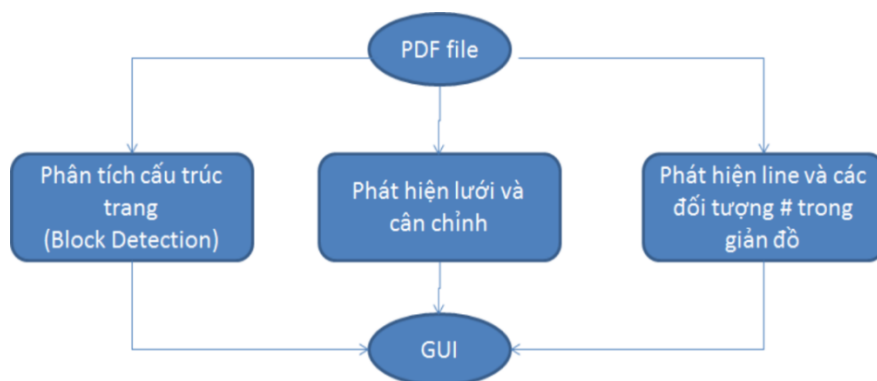 PDF file
Phân tích cấu trúc
trang
(Block Detection)
Phát hiện lưới và
cân chỉnh
Phát hiện line và các
đối tượng # trong
giản đồ
GUI